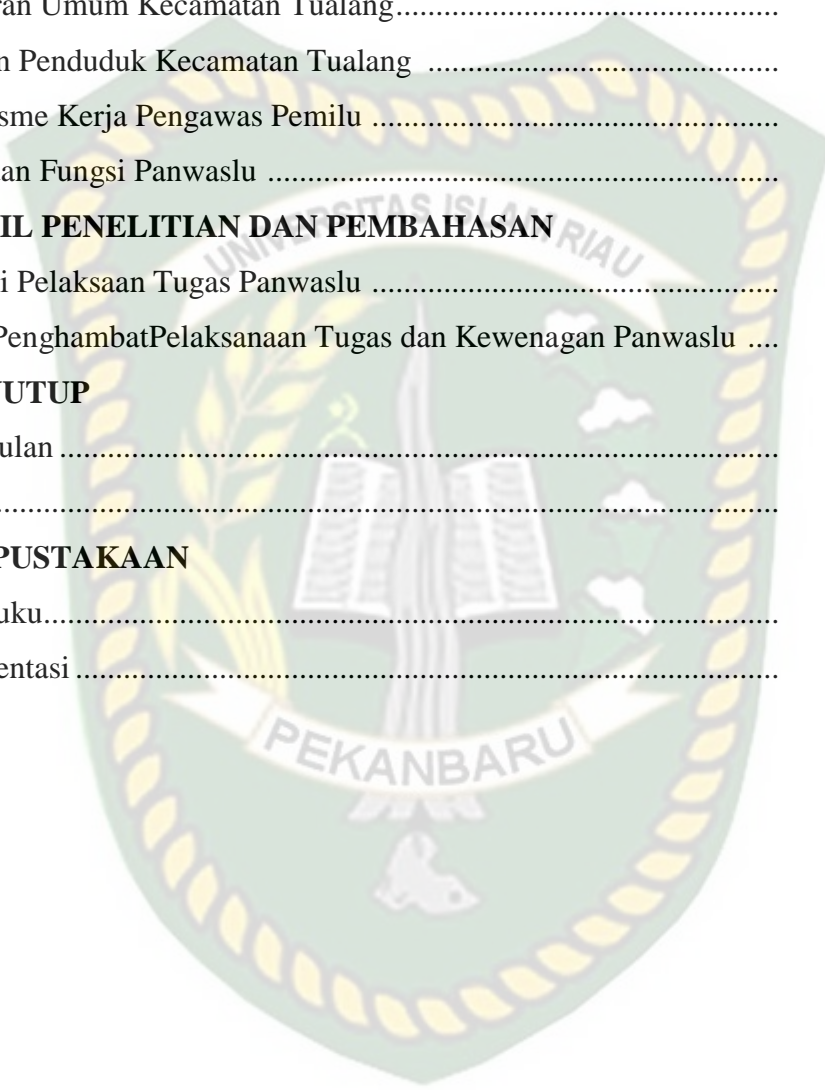 ran Umum Kecamatan Tualang................................................................
n Penduduk Kecamatan Tualang ...........................................................
sme Kerja Pengawas Pemilu ....................................................................
dan Fungsi Panwaslu .....................................................................................
UNIVERSITAS ISLAM RIAU
IL PENELITIAN DAN PEMBAHASAN
i Pelaksaan Tugas Panwaslu ....................................................................
PenghambatPelaksanaan Tugas dan Kewenagan Panwaslu ....
UTUP
ulan ........................................................................................................................
..................................................................................................................................
PUSTAKAAN
uku..........................................................................................................................
entasi ......................................................................................................................
PEKANBARU